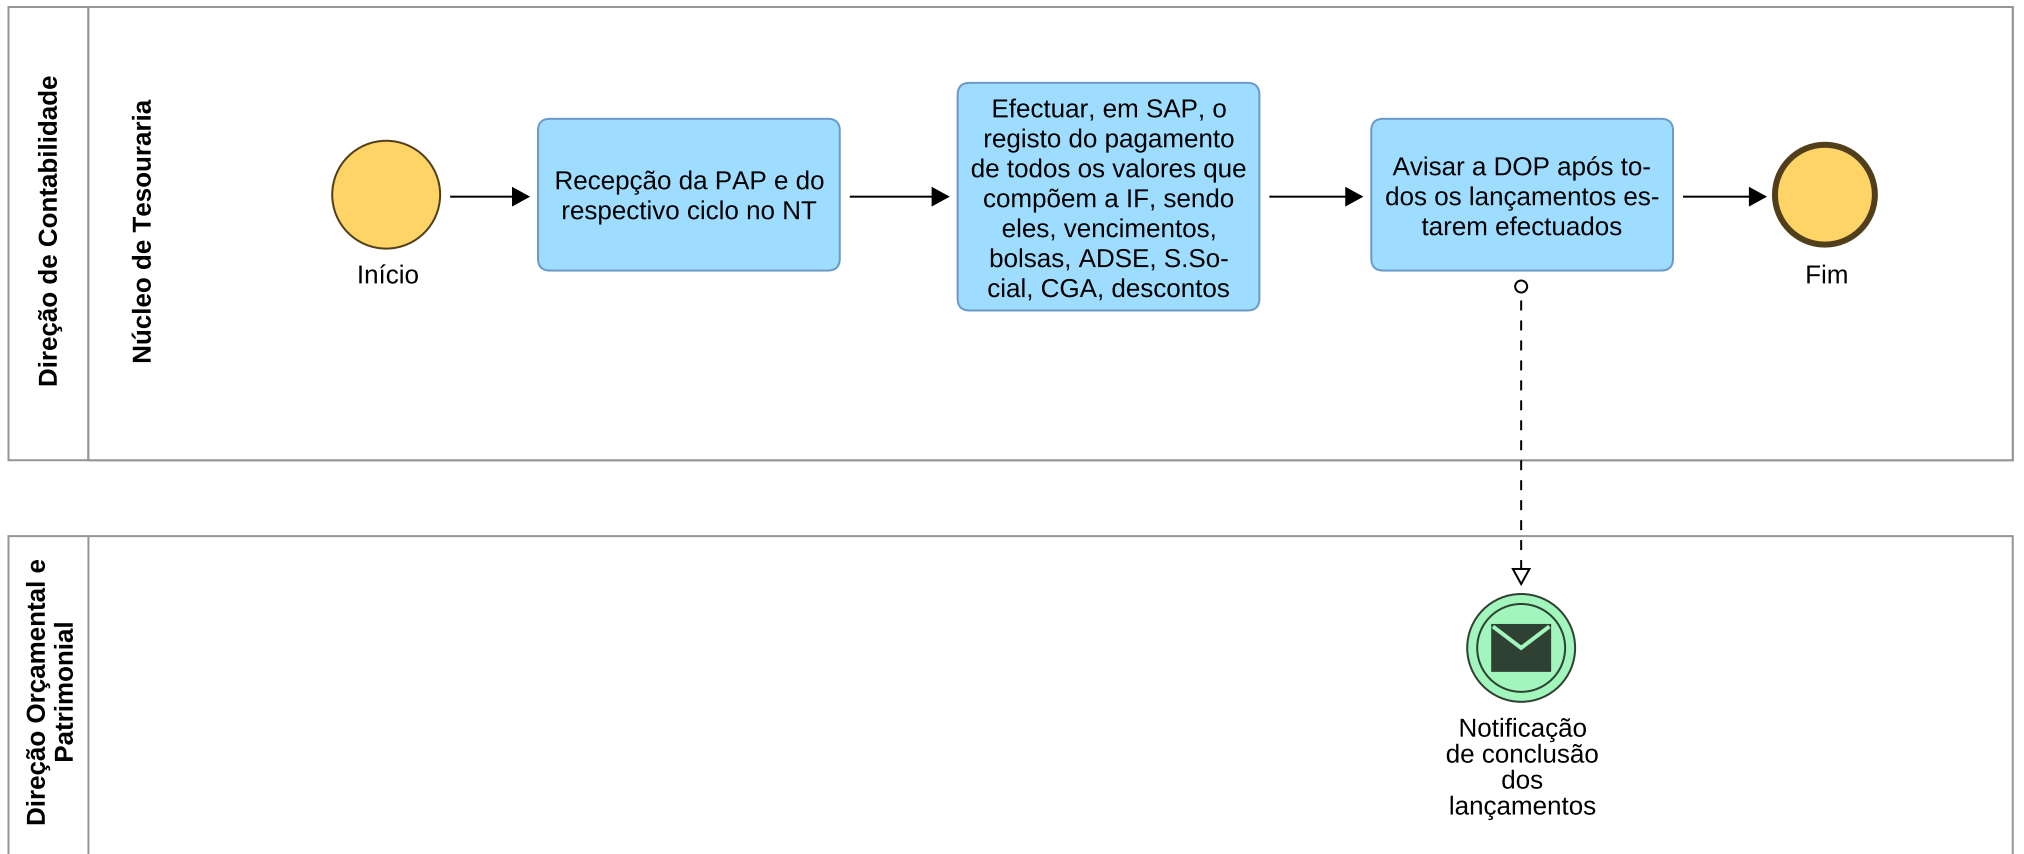 Direção de Contabilidade
Núcleo de Tesouraria
Início
Recepção da PAP e do
respectivo ciclo no NT
Efectuar, em SAP, o
registo do pagamento
de todos os valores que
compõem a IF, sendo
eles, vencimentos,
bolsas, ADSE, S.So-
cial, CGA, descontos
Avisar a DOP após to-
dos os lançamentos es-
tarem efectuados
Fim
Direção Orçamental e
Patrimonial
Notificação
de conclusão
dos
lançamentos